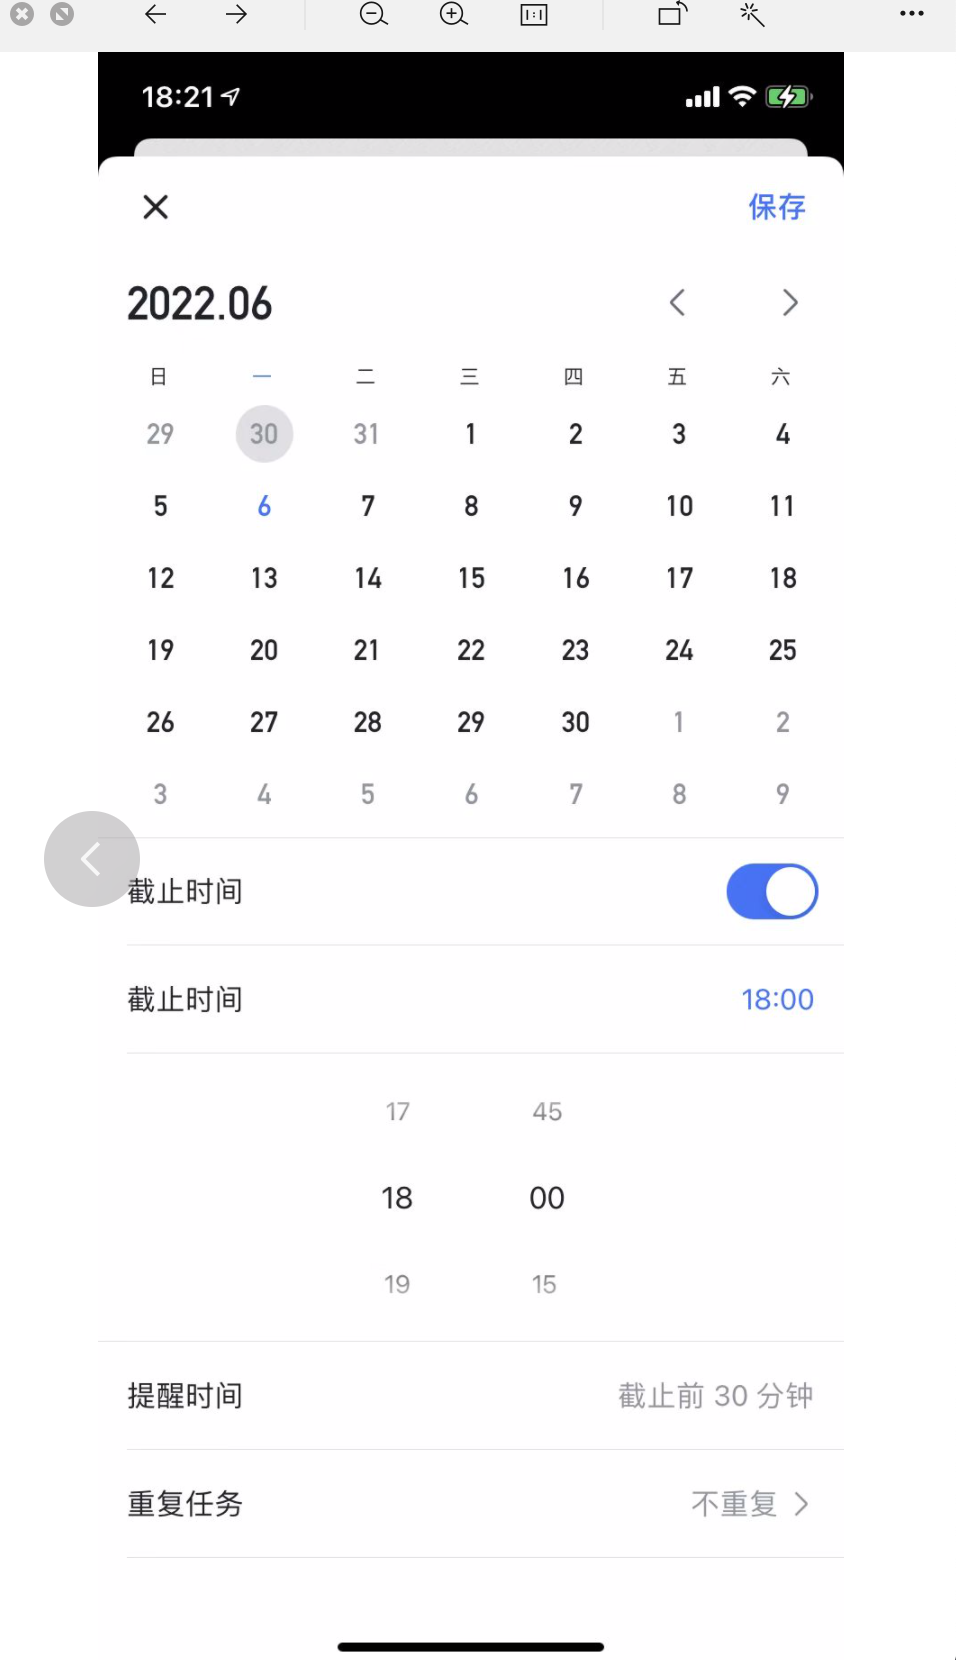 18:21
保存
2022.06
日 一 二 三 四 五 六
29 30 31 1 2 3 4
5 6 7 8 9 10 11
12 13 14 15 16 17 18
19 20 21 22 23 24 25
26 27 28 29 30 1 2
3 4 5 6 7 8 9
截止时间
截止时间 18:00
17 45
18 00
19 15
提醒时间 截止前 30 分钟
重复任务 不重复